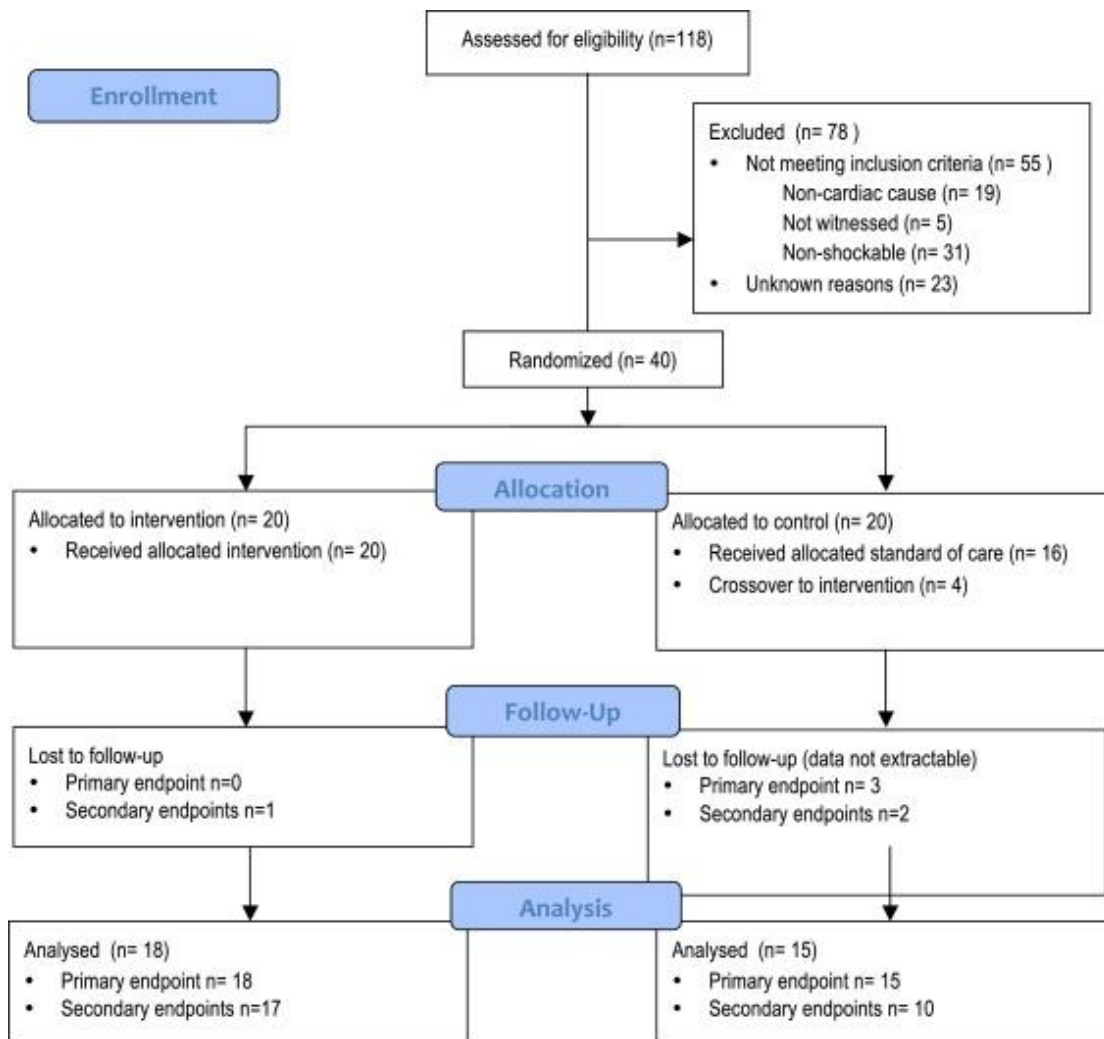 Assessed for eligibility (n=118)
Enrollment
Excluded (n= 78 )
• Not meeting inclusion criteria (n= 55 )
Non-cardiac cause (n= 19)
Not witnessed (n= 5)
Non-shockable (n= 31)
• Unknown reasons (n= 23)
Randomized (n= 40)
Allocation
Allocated to intervention (n= 20)
• Received allocated intervention (n= 20)
Allocated to control (n= 20)
• Received allocated standard of care (n= 16)
• Crossover to intervention (n= 4)
Follow-Up
Lost to follow-up
• Primary endpoint n=0
• Secondary endpoints n=1
Lost to follow-up (data not extractable)
• Primary endpoint n= 3
• Secondary endpoints n=2
Analysis
Analysed (n= 18)
• Primary endpoint n= 18
• Secondary endpoints n=17
Analysed (n= 15)
• Primary endpoint n= 15
• Secondary endpoints n= 10